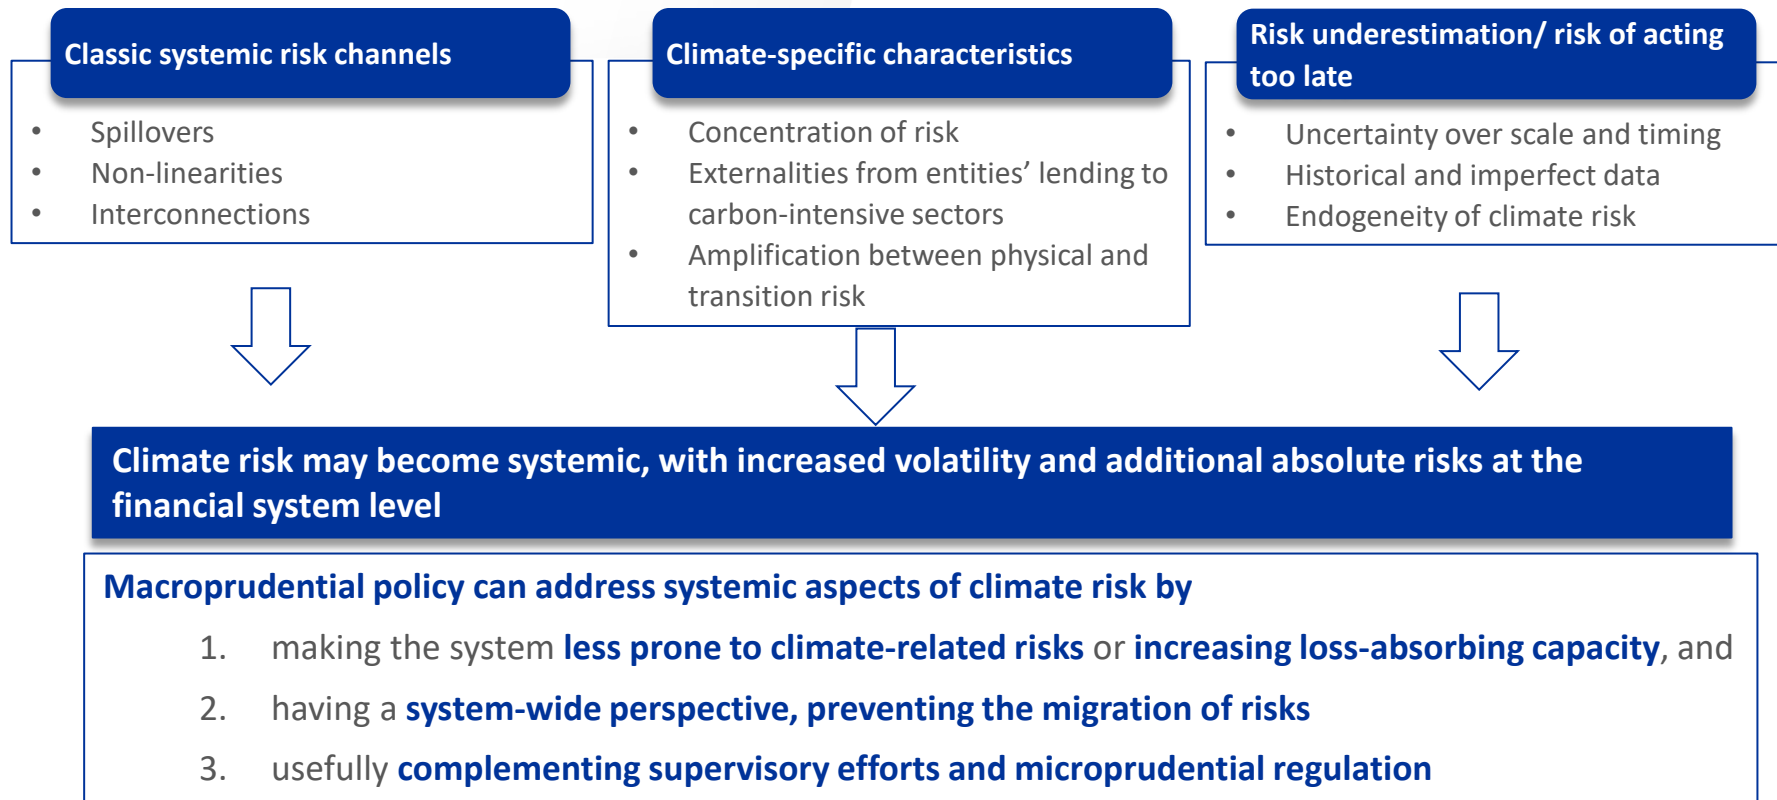 Classic systemic risk channels
• Spillovers
• Non-linearities
• Interconnections
Climate-specific characteristics
• Concentration of risk
• Externalities from entities’ lending to
carbon-intensive sectors
• Amplification between physical and
transition risk
Risk underestimation/ risk of acting
too late
• Uncertainty over scale and timing
• Historical and imperfect data
• Endogeneity of climate risk
Climate risk may become systemic, with increased volatility and additional absolute risks at the
financial system level
Macroprudential policy can address systemic aspects of climate risk by
1. making the system less prone to climate-related risks or increasing loss-absorbing capacity, and
2. having a system-wide perspective, preventing the migration of risks
3. usefully complementing supervisory efforts and microprudential regulation